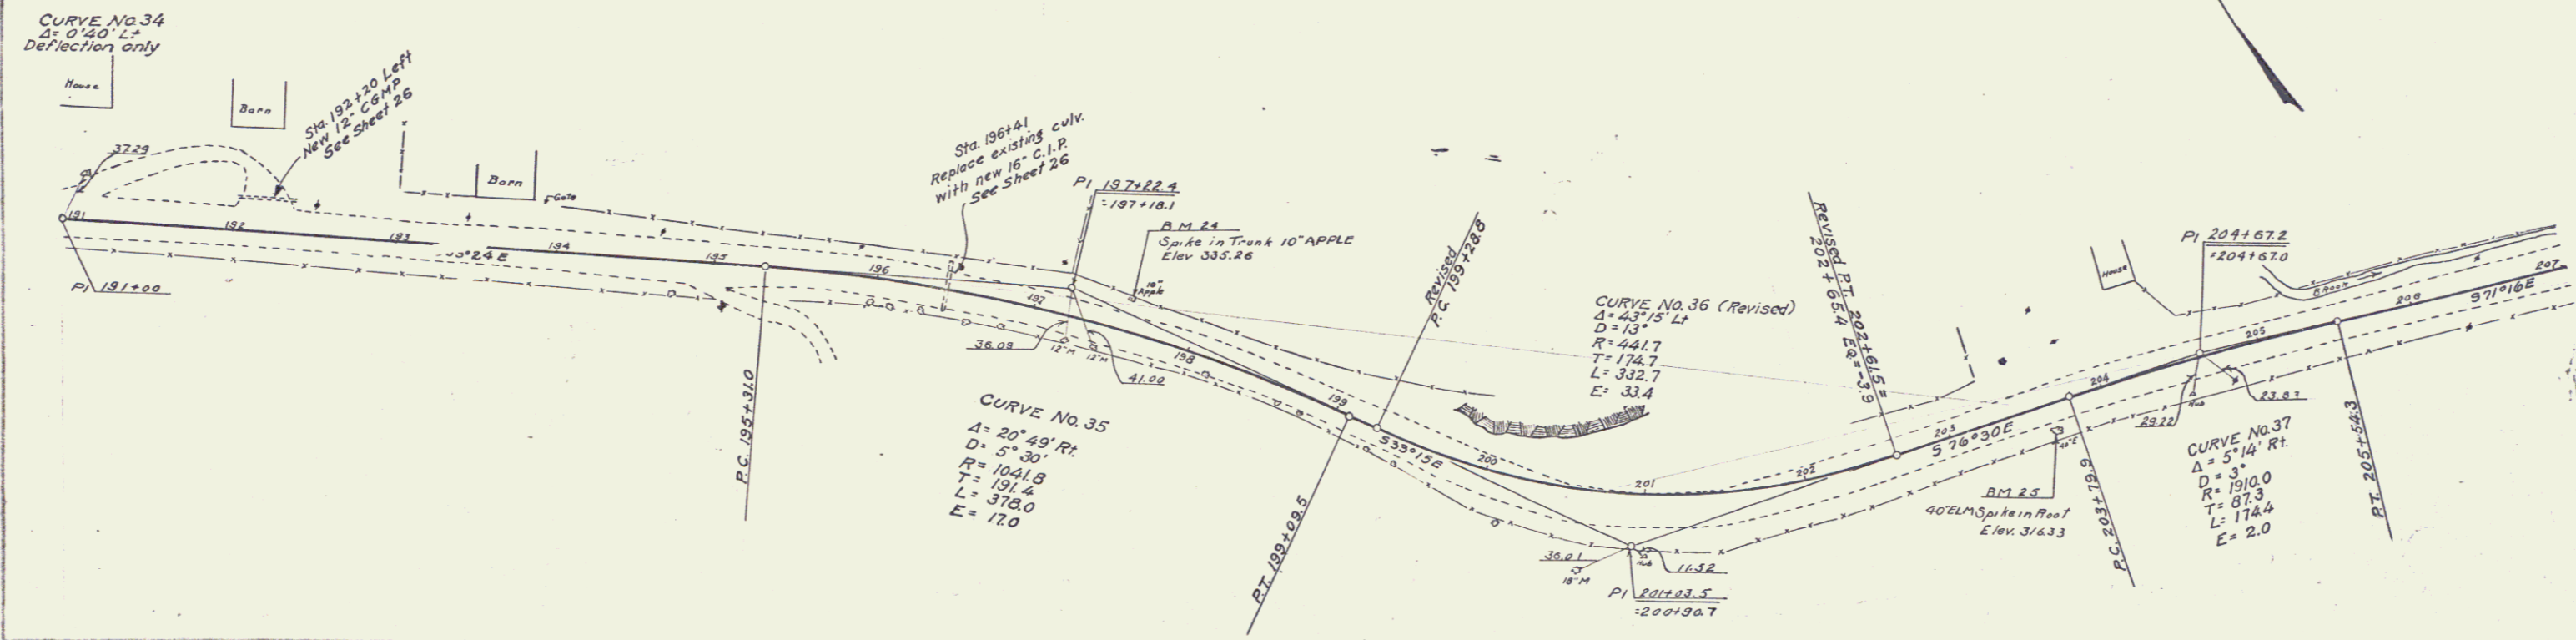 CURVE No. 34
Δ= 0°40' Lt
Deflection only
House
Barn
Sta. 192+20 Left
New 12" CGMP
See Sheet 26
37.29
Barn
Gate
Sta. 196+41
Replace existing culv.
with new 16" C.I.P.
See Sheet 26
PI 197+22.4
=197+18.1
B M 24
Spike in Trunk 10" APPLE
Elev 335.26
10"
Apple
191
192
193
24 E
194
195
196
197
198
199
200
201
202
203
204
205
206
207
PI 191+00
P.C. 195+31.0
36.09
12"M
12"M
41.00
CURVE No. 35
Δ= 20°49' Rt.
D= 5°30'
R= 1041.8
T= 191.4
L= 378.0
E= 17.0
P.T. 199+09.5
Revised
P.C. 199+28.8
S33°15'E
CURVE No. 36 (Revised)
Δ= 43°15' Lt
D= 13°
R= 441.7
T= 174.7
L= 332.7
E= 33.4
Revised P.T. 202+61.5 =
202+65.4 EQ=-3.9
36.01
18"M
Hub
11.52
PI 201+03.5
=200+90.7
S 76°30'E
BM 25
40" ELM Spike in Root
Elev. 316.33
40"E
P.C. 203+79.9
House
PI 204+67.2
=204+67.0
Brook
S71°16'E
29.22
Hub
23.83
CURVE No. 37
Δ= 5°14' Rt.
D= 3°
R= 1910.0
T= 87.3
L= 174.4
E= 2.0
P.T. 205+54.3